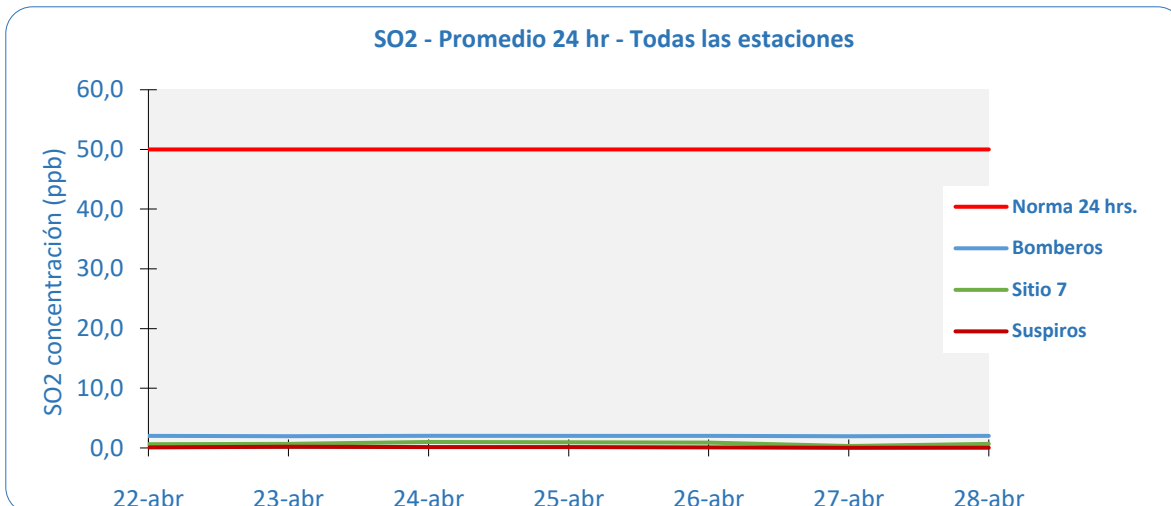 SO2 - Promedio 24 hr - Todas las estaciones
SO2 concentración (ppb)
60,0
50,0
40,0
30,0
20,0
10,0
0,0
22-abr 23-abr 24-abr 25-abr 26-abr 27-abr 28-abr
Norma 24 hrs.
Bomberos
Sitio 7
Suspiros